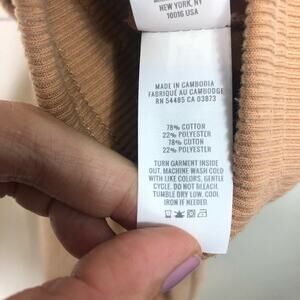 NEW YORK, NY
10016 USA
MADE IN CAMBODIA
FABRIQUÉ AU CAMBODGE
RN 54485 CA 03873
78% COTTON
22% POLYESTER
78% COTON
22% POLYESTER
TURN GARMENT INSIDE
OUT. MACHINE WASH COLD
WITH LIKE COLORS, GENTLE
CYCLE. DO NOT BLEACH.
TUMBLE DRY LOW. COOL
IRON IF NEEDED.